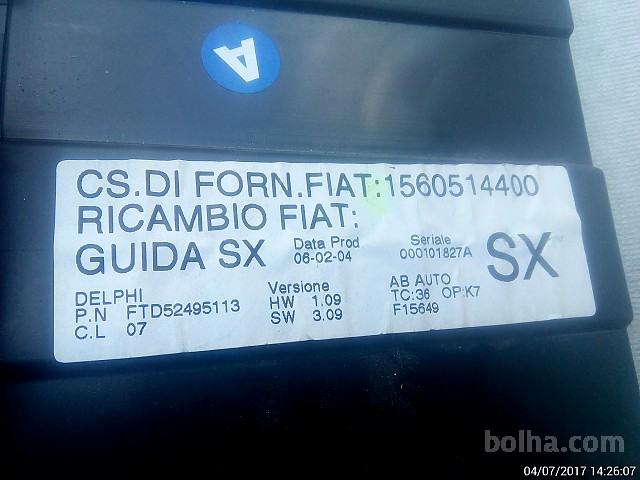 A
CS.DI FORN.FIAT:1560514400
RICAMBIO FIAT:
GUIDA SX
Data Prod
06-02-04
Seriale
000101827A
SX
DELPHI
P.N FTD52495113
C.L 07
Versione
HW 1.09
SW 3.09
AB AUTO
TC:36 OP:K7
F15649
bolha.com
04/07/2017 14:26:07